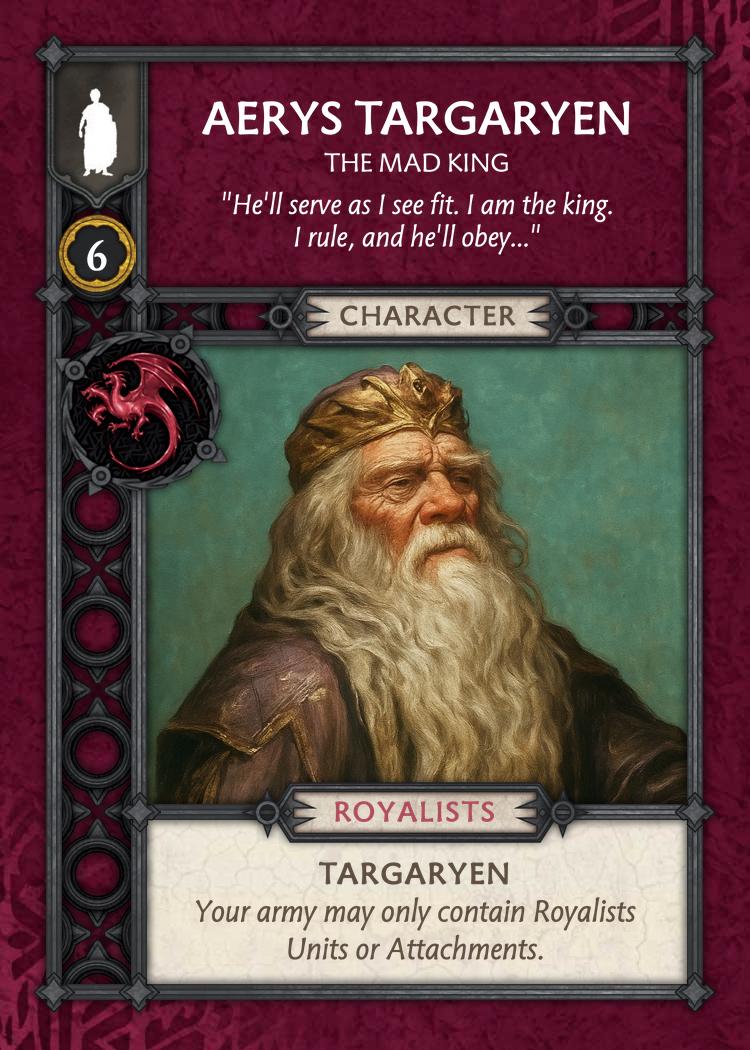 AERYS TARGARYEN
THE MAD KING
"He'll serve as I see fit. I am the king.
I rule, and he'll obey..."
6
CHARACTER
ROYALISTS
TARGARYEN
Your army may only contain Royalists
Units or Attachments.